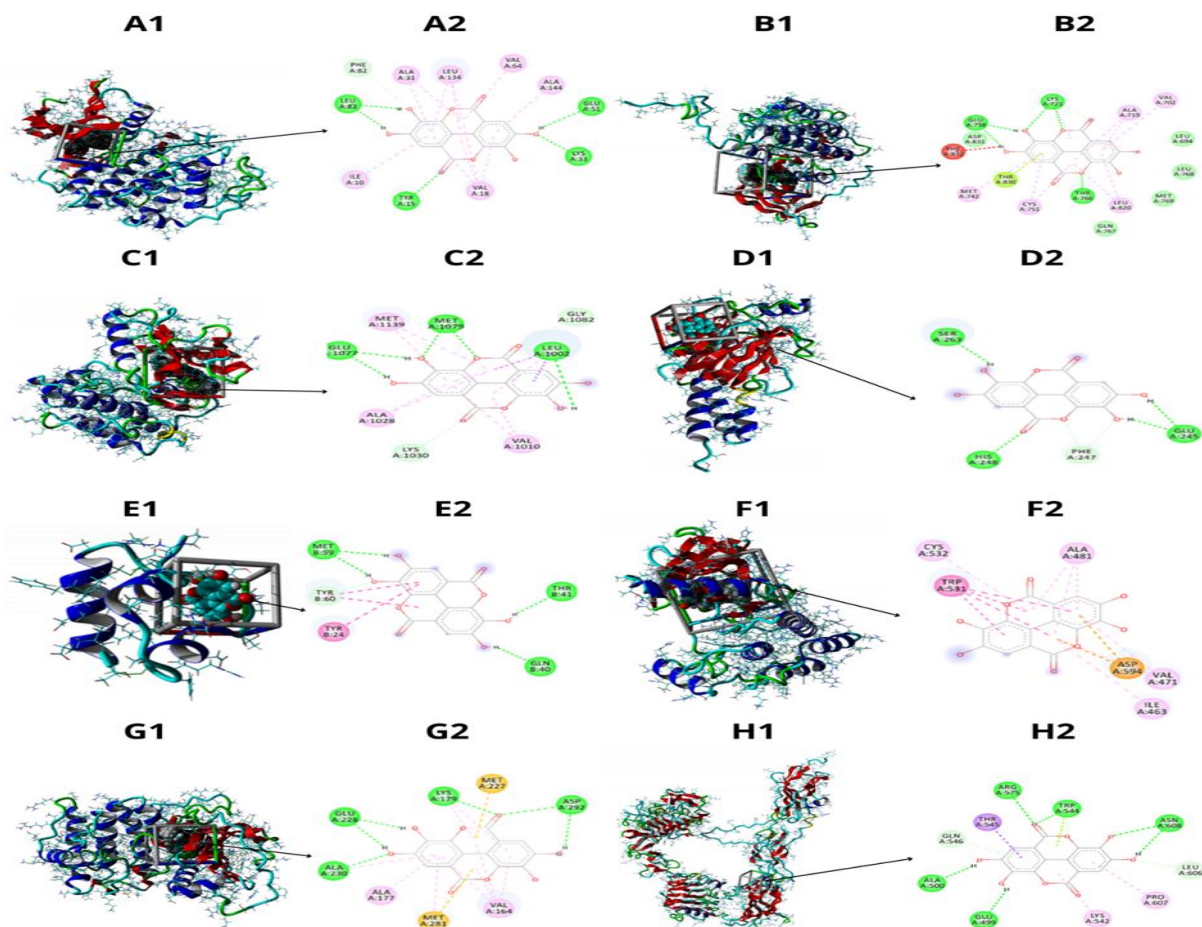 A1
A2
B1
B2
PHE
A:82
ALA
A:31
LEU
A:134
VAL
A:64
ALA
A:144
LEU
A:83
GLU
A:51
LYS
A:33
ILE
A:10
TYR
A:15
VAL
A:18
LYS
A:721
GLU
A:758
ASP
A:831
ALA
A:719
VAL
A:702
LEU
A:694
LEU
A:768
MET
A:769
THR
A:830
MET
A:742
CYS
A:751
THR
A:766
LEU
A:820
GLN
A:767
C1
C2
D1
D2
MET
A:1139
MET
A:1079
GLY
A:1082
GLU
A:1077
LEU
A:1002
ALA
A:1028
LYS
A:1030
VAL
A:1010
SER
A:263
GLU
A:245
HIS
A:248
PHE
A:247
E1
E2
F1
F2
MET
B:59
TYR
B:60
TYR
B:24
THR
B:41
GLN
B:40
CYS
A:532
ALA
A:481
TRP
A:531
ASP
A:594
VAL
A:471
ILE
A:463
G1
G2
H1
H2
MET
A:227
LYS
A:179
ASP
A:292
GLU
A:228
ALA
A:230
ALA
A:177
VAL
A:164
MET
A:281
ARG
A:575
TRP
A:544
THR
A:545
ASN
A:608
GLN
A:546
LEU
A:606
ALA
A:500
PRO
A:607
GLU
A:499
LYS
A:542